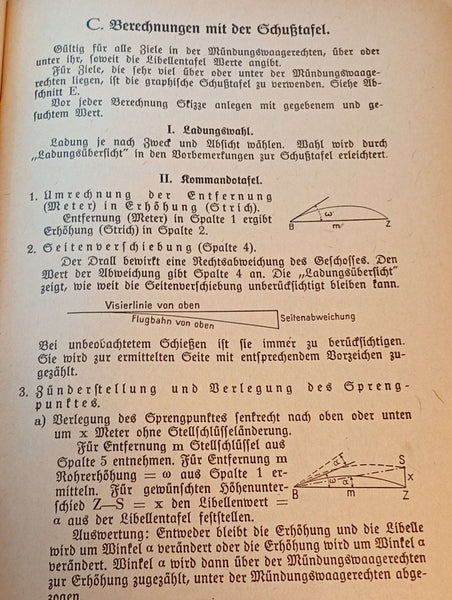 C. Berechnungen mit der Schußtafel.
Gültig für alle Ziele in der Mündungswaagerechten, über oder
unter ihr, soweit die Libellentafel Werte angibt.
Für Ziele, die sehr viel über oder unter der Mündungswaage-
rechten liegen, ist die graphische Schußtafel zu verwenden. Siehe Ab-
schnitt E.
Vor jeder Berechnung Skizze anlegen mit gegebenem und ge-
suchtem Wert.
I. Ladungswahl.
Ladung je nach Zweck und Absicht wählen. Wahl wird durch
„Ladungsübersicht" in den Vorbemerkungen zur Schußtafel erleichtert.
II. Kommandotafel.
1. Umrechnung der Entfernung
(Meter) in Erhöhung (Strich).
Entfernung (Meter) in Spalte 1 ergibt
Erhöhung (Strich) in Spalte 2.
ω
B m Z
2. Seitenverschiebung (Spalte 4).
Der Drall bewirkt eine Rechtsabweichung des Geschosses. Den
Wert der Abweichung gibt Spalte 4 an. Die „Ladungsübersicht"
zeigt, wie weit die Seitenverschiebung unberücksichtigt bleiben kann.
Visierlinie von oben
Flugbahn von oben
Seitenabweichung
Bei unbeobachtetem Schießen ist sie immer zu berücksichtigen.
Sie wird zur ermittelten Seite mit entsprechendem Vorzeichen zu-
gezählt.
3. Zünderstellung und Verlegung des Spreng-
punktes.
a) Verlegung des Sprengpunktes senkrecht nach oben oder unten
um x Meter ohne Stellschlüsseländerung.
Für Entfernung m Stellschlüssel aus
Spalte 5 entnehmen. Für Entfernung m
Rohrerhöhung = ω aus Spalte 1 er-
mitteln. Für gewünschten Höhenunter-
schied Z—S = x den Libellenwert =
α aus der Libellentafel feststellen.
α S
ω α x
B m Z
Auswertung: Entweder bleibt die Erhöhung und die Libelle
wird um Winkel α verändert oder die Erhöhung wird um Winkel α
verändert. Winkel α wird dann über der Mündungswaagerechten
zur Erhöhung zugezählt, unter der Mündungswaagerechten abge-
zogen.